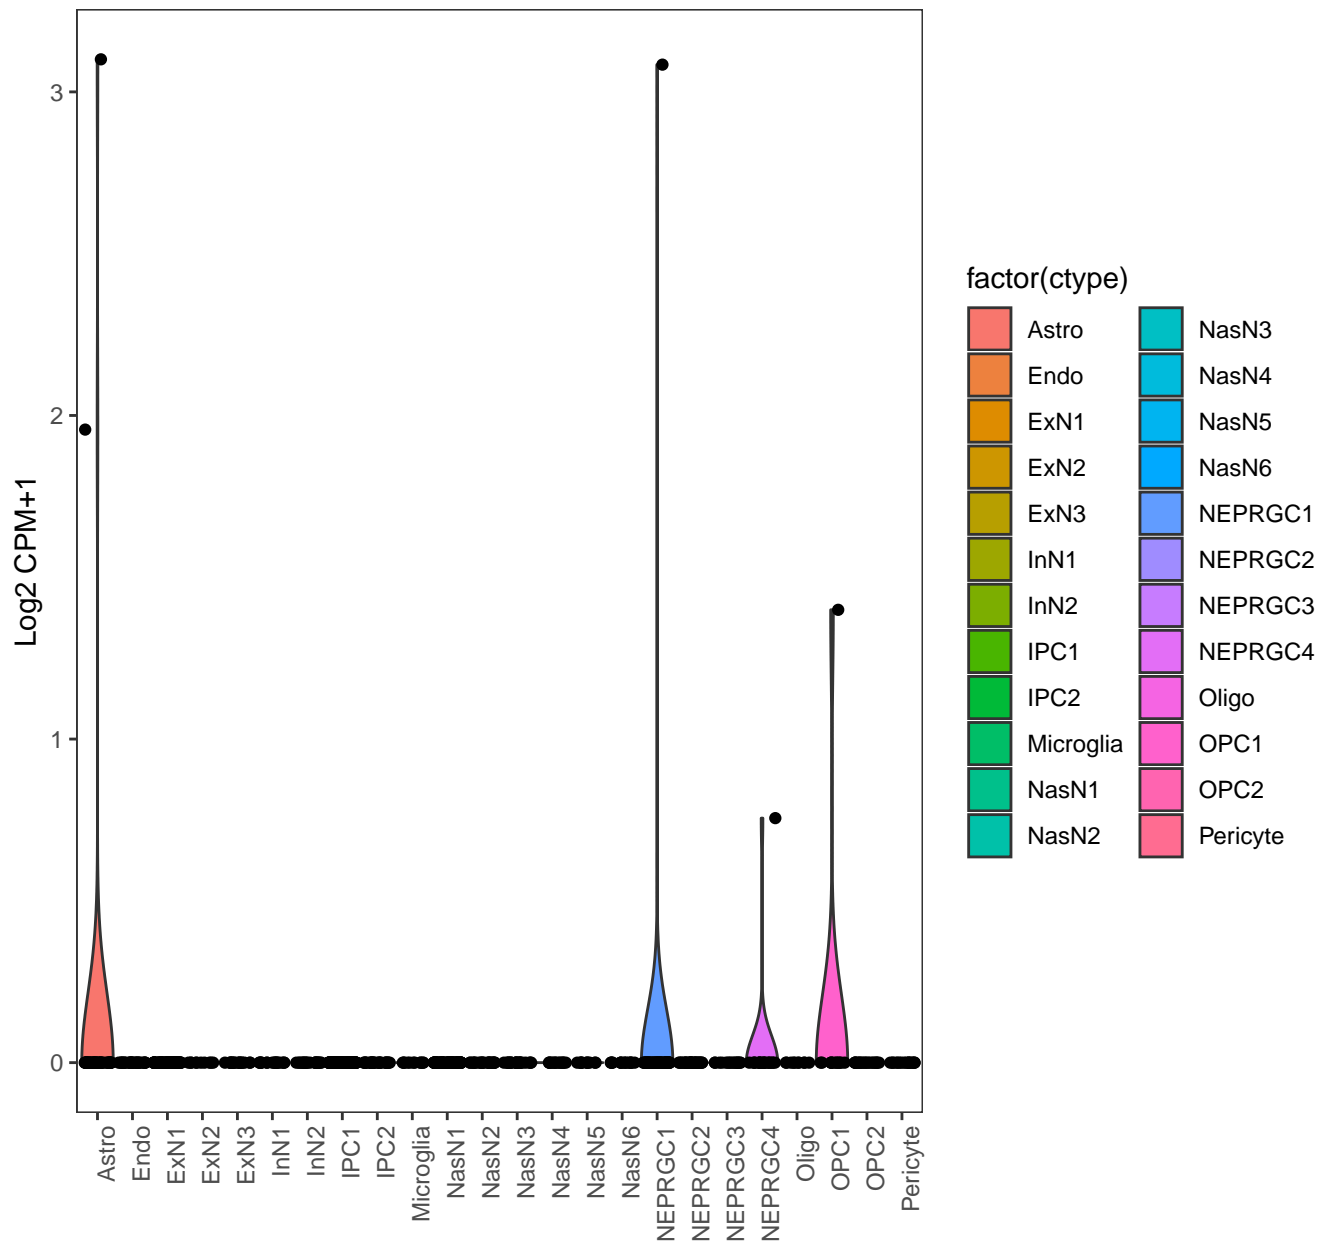 3
2
1
0
Log2 CPM+1
Astro
Endo
ExN1
ExN2
ExN3
InN1
InN2
IPC1
IPC2
Microglia
NasN1
NasN2
NasN3
NasN4
NasN5
NasN6
NEPRGC1
NEPRGC2
NEPRGC3
NEPRGC4
Oligo
OPC1
OPC2
Pericyte
factor(ctype)
Astro
Endo
ExN1
ExN2
ExN3
InN1
InN2
IPC1
IPC2
Microglia
NasN1
NasN2
NasN3
NasN4
NasN5
NasN6
NEPRGC1
NEPRGC2
NEPRGC3
NEPRGC4
Oligo
OPC1
OPC2
Pericyte